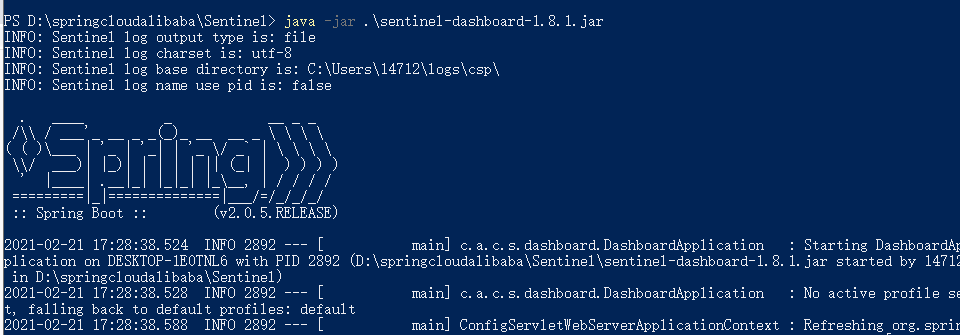 PS D:\springcloudalibaba\Sentinel> java -jar .\sentinel-dashboard-1.8.1.jar
INFO: Sentinel log output type is: file
INFO: Sentinel log charset is: utf-8
INFO: Sentinel log base directory is: C:\Users\14712\logs\csp\
INFO: Sentinel log name use pid is: false
Spring
:: Spring Boot ::        (v2.0.5.RELEASE)
2021-02-21 17:28:38.524  INFO 2892 --- [           main] c.a.c.s.dashboard.DashboardApplication   : Starting DashboardAp
plication on DESKTOP-1E0TNL6 with PID 2892 (D:\springcloudalibaba\Sentinel\sentinel-dashboard-1.8.1.jar started by 14712
 in D:\springcloudalibaba\Sentinel)
2021-02-21 17:28:38.528  INFO 2892 --- [           main] c.a.c.s.dashboard.DashboardApplication   : No active profile se
t, falling back to default profiles: default
2021-02-21 17:28:38.588  INFO 2892 --- [           main] ConfigServletWebServerApplicationContext : Refreshing org.sprin